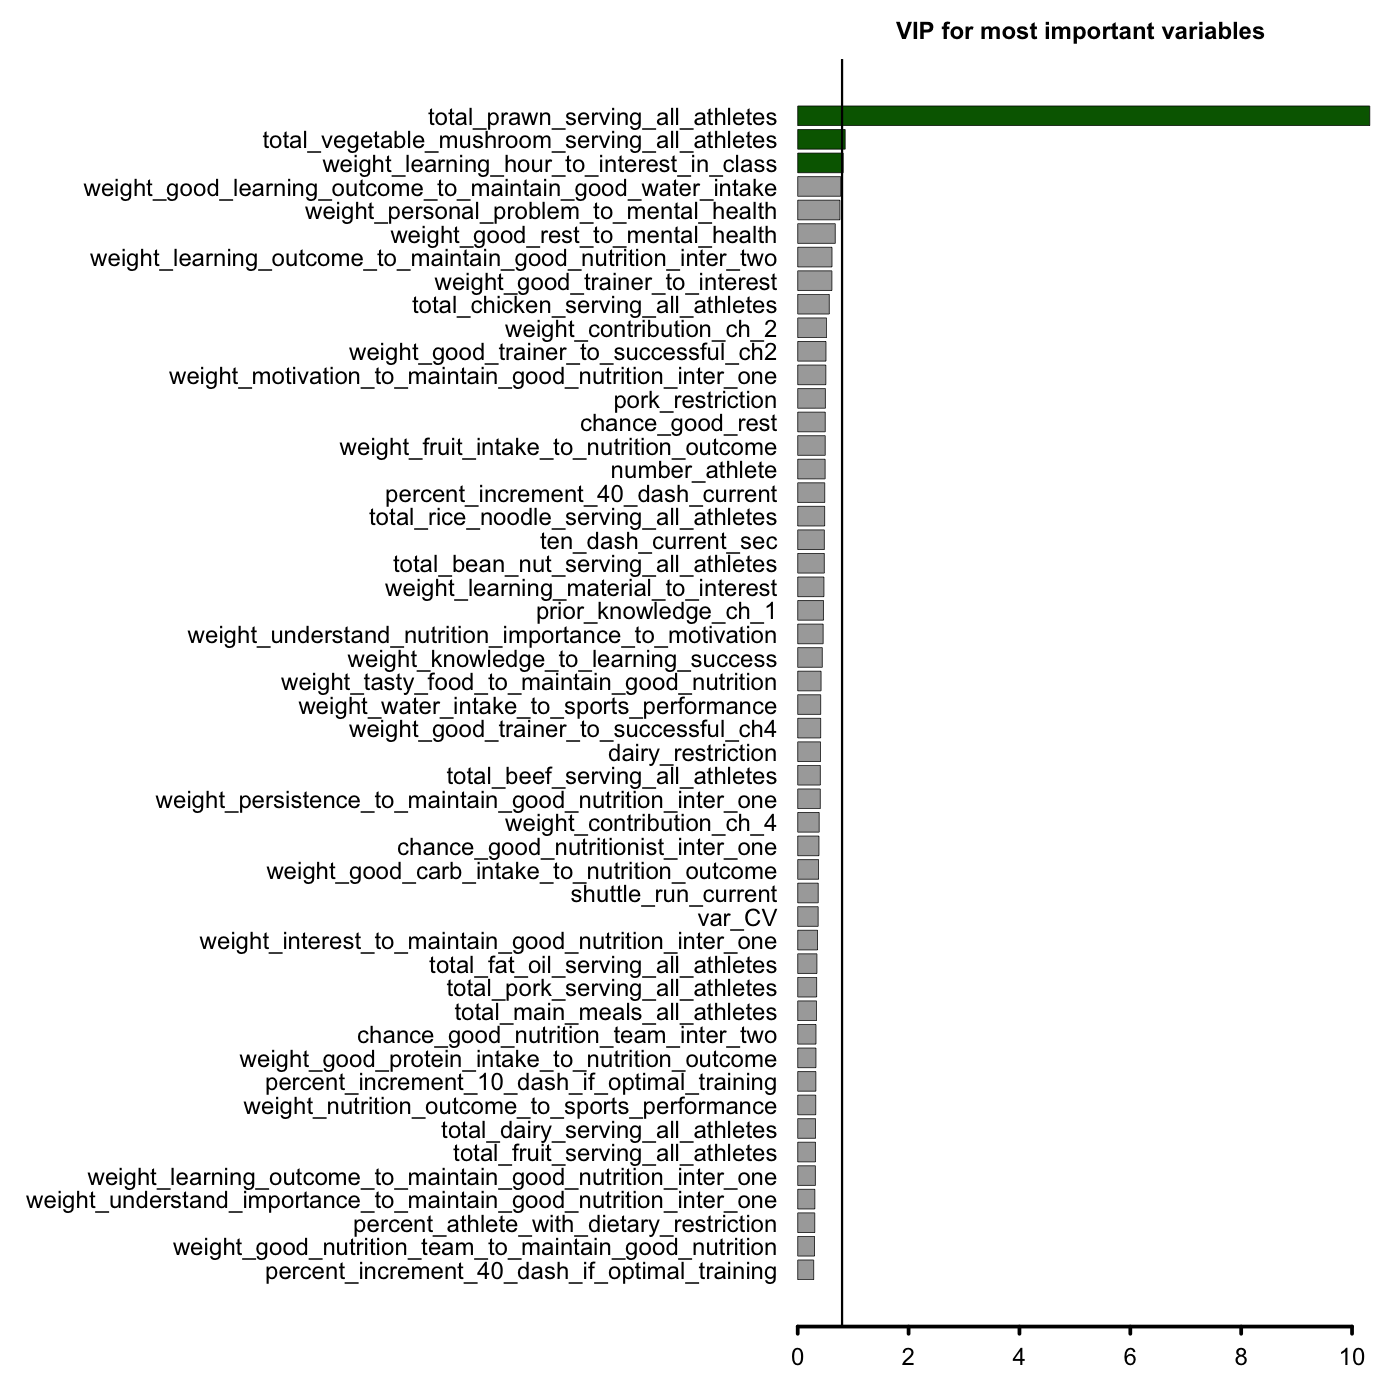 VIP for most important variables
total_prawn_serving_all_athletes
total_vegetable_mushroom_serving_all_athletes
weight_learning_hour_to_interest_in_class
weight_good_learning_outcome_to_maintain_good_water_intake
weight_personal_problem_to_mental_health
weight_good_rest_to_mental_health
weight_learning_outcome_to_maintain_good_nutrition_inter_two
weight_good_trainer_to_interest
total_chicken_serving_all_athletes
weight_contribution_ch_2
weight_good_trainer_to_successful_ch2
weight_motivation_to_maintain_good_nutrition_inter_one
pork_restriction
chance_good_rest
weight_fruit_intake_to_nutrition_outcome
number_athlete
percent_increment_40_dash_current
total_rice_noodle_serving_all_athletes
ten_dash_current_sec
total_bean_nut_serving_all_athletes
weight_learning_material_to_interest
prior_knowledge_ch_1
weight_understand_nutrition_importance_to_motivation
weight_knowledge_to_learning_success
weight_tasty_food_to_maintain_good_nutrition
weight_water_intake_to_sports_performance
weight_good_trainer_to_successful_ch4
dairy_restriction
total_beef_serving_all_athletes
weight_persistence_to_maintain_good_nutrition_inter_one
weight_contribution_ch_4
chance_good_nutritionist_inter_one
weight_good_carb_intake_to_nutrition_outcome
shuttle_run_current
var_CV
weight_interest_to_maintain_good_nutrition_inter_one
total_fat_oil_serving_all_athletes
total_pork_serving_all_athletes
total_main_meals_all_athletes
chance_good_nutrition_team_inter_two
weight_good_protein_intake_to_nutrition_outcome
percent_increment_10_dash_if_optimal_training
weight_nutrition_outcome_to_sports_performance
total_dairy_serving_all_athletes
total_fruit_serving_all_athletes
weight_learning_outcome_to_maintain_good_nutrition_inter_one
weight_understand_importance_to_maintain_good_nutrition_inter_one
percent_athlete_with_dietary_restriction
weight_good_nutrition_team_to_maintain_good_nutrition
percent_increment_40_dash_if_optimal_training
0 2 4 6 8 10